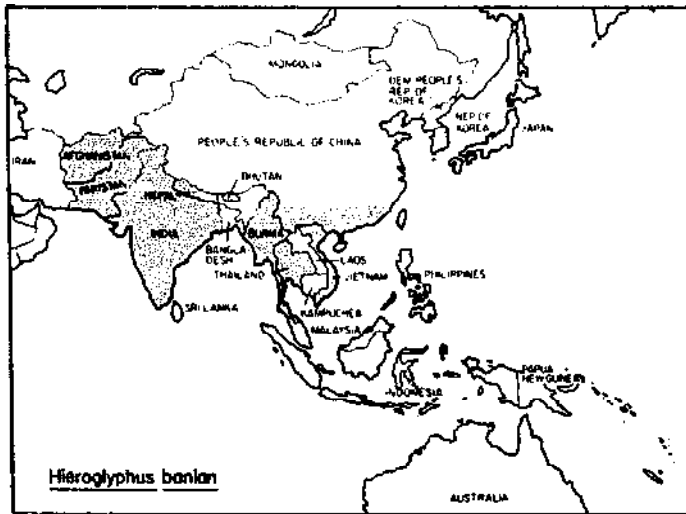 MONGOLIA
DEM PEOPLE'S
REP OF
KOREA
REP OF
KOREA
JAPAN
PEOPLE'S REPUBLIC OF CHINA
IRAN
AFGHANISTAN
PAKISTAN
BHUTAN
NEPAL
INDIA
BURMA
BANGLA
DESH
THAILAND
LAOS
VIETNAM
PHILIPPINES
SRI LANKA
KAMPUCHEA
MALAYSIA
PAPUA
NEW GUINEA
INDONESIA
Hieroglyphus banian
AUSTRALIA